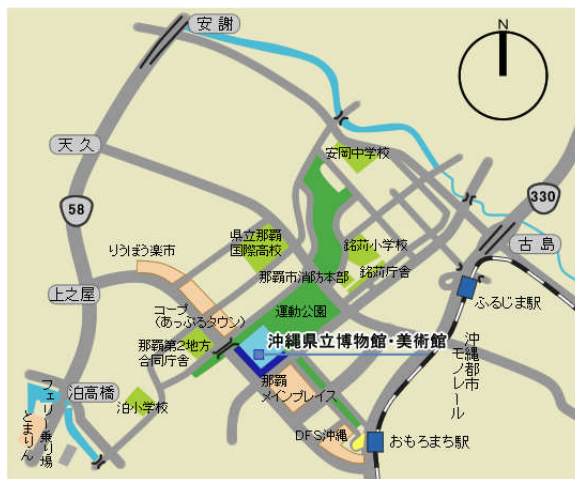 安謝
N
安岡中学校
天久
58
330
県立那覇
国際高校
銘苅小学校
古島
りうぼう楽市
那覇市消防本部
銘苅庁舎
上之屋
コープ
(あっぷるタウン)
運動公園
ふるじま駅
沖縄県立博物館・美術館
那覇第2地方
合同庁舎
沖縄都市
モノレール
泊高橋
那覇
メインプレイス
フェリー乗り場
とまりん
泊小学校
DFS沖縄
おもろまち駅